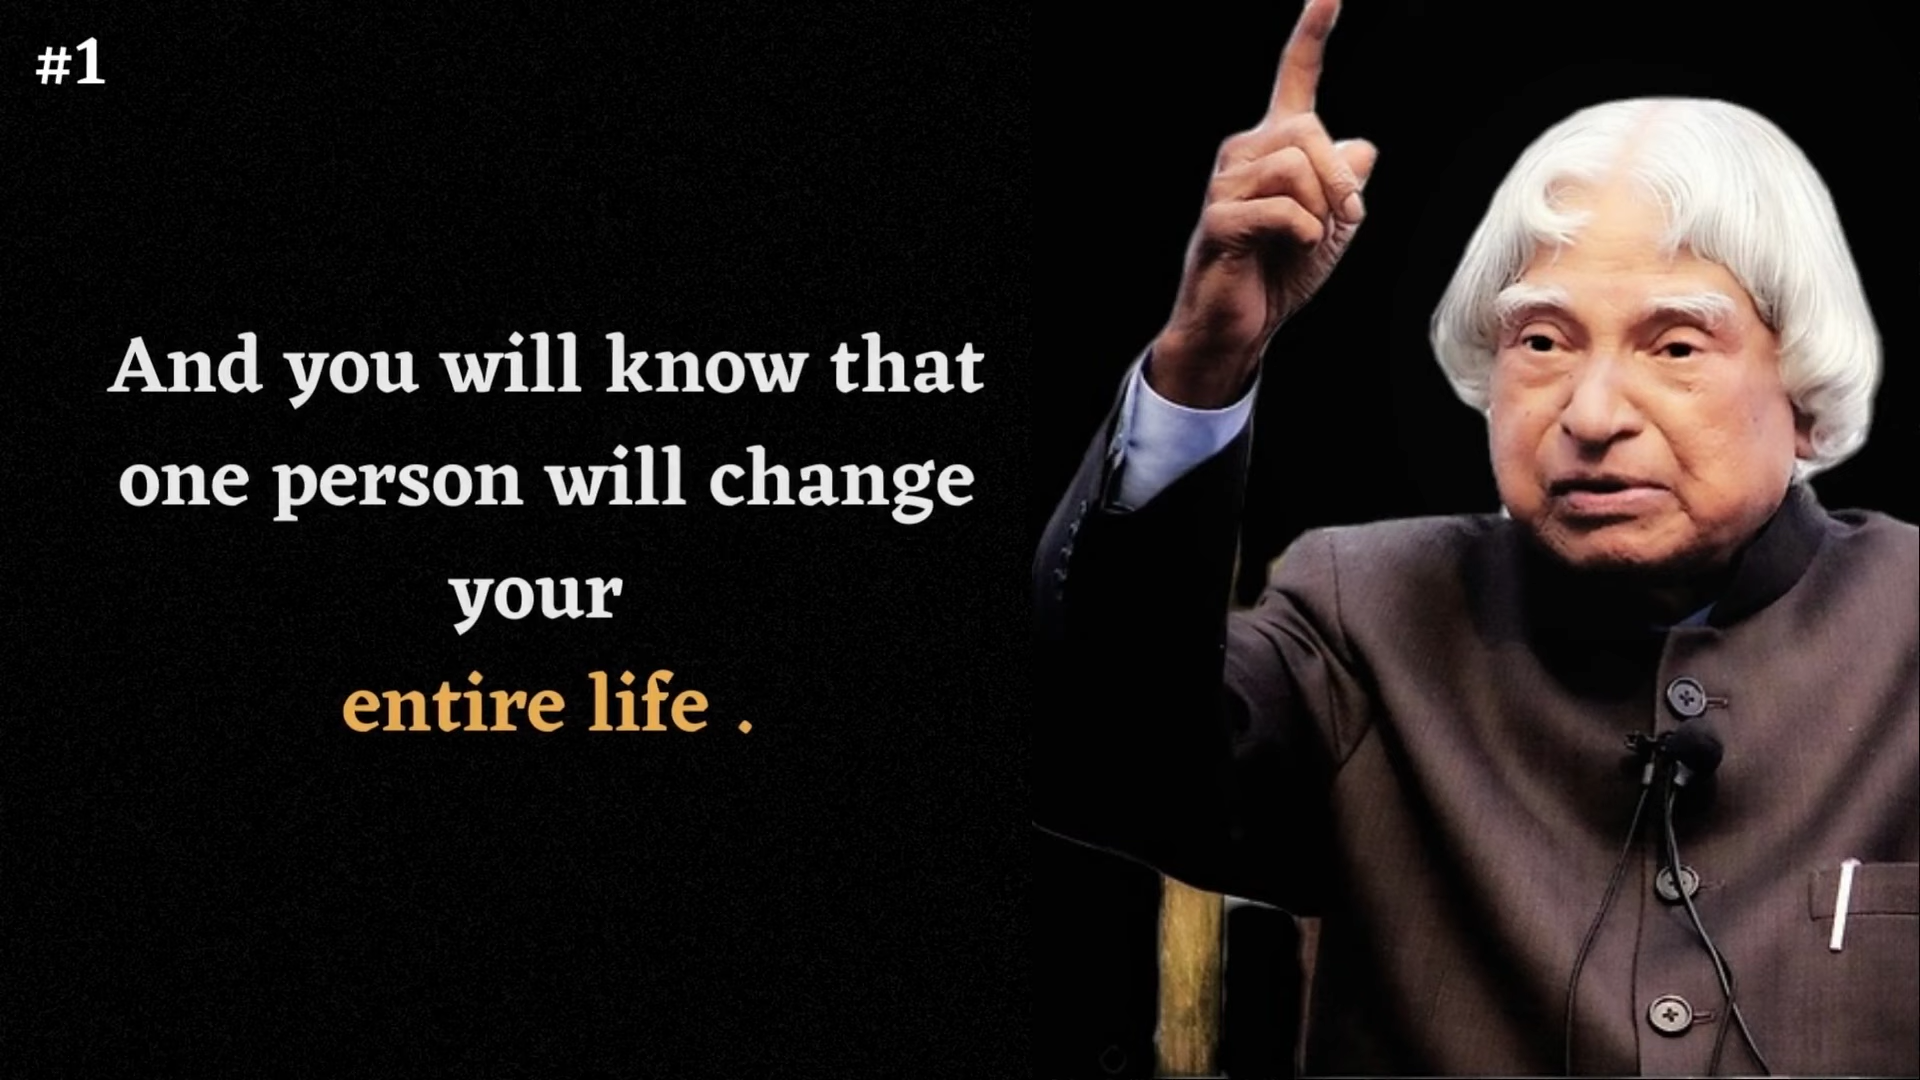 #1
And you will know that
one person will change
your
entire life .